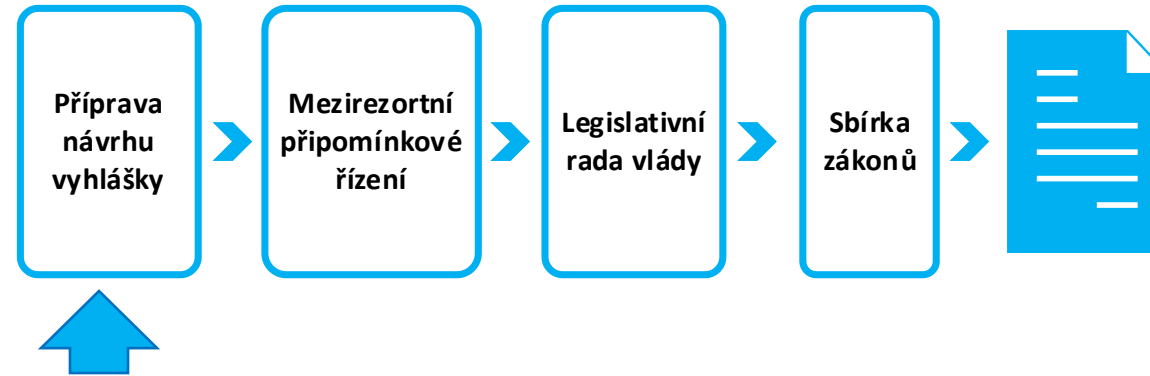 Příprava
návrhu
vyhlášky
Mezirezortní
připomínkové
řízení
Legislativní
rada vlády
Sbírka
zákonů